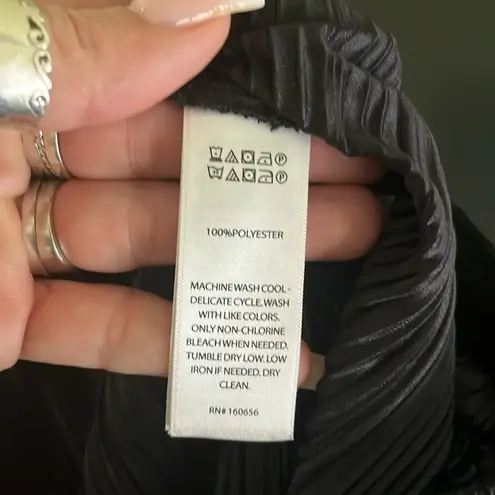 100%POLYESTER
MACHINE WASH COOL -
DELICATE CYCLE. WASH
WITH LIKE COLORS.
ONLY NON-CHLORINE
BLEACH WHEN NEEDED.
TUMBLE DRY LOW. LOW
IRON IF NEEDED. DRY
CLEAN.
RN# 160656